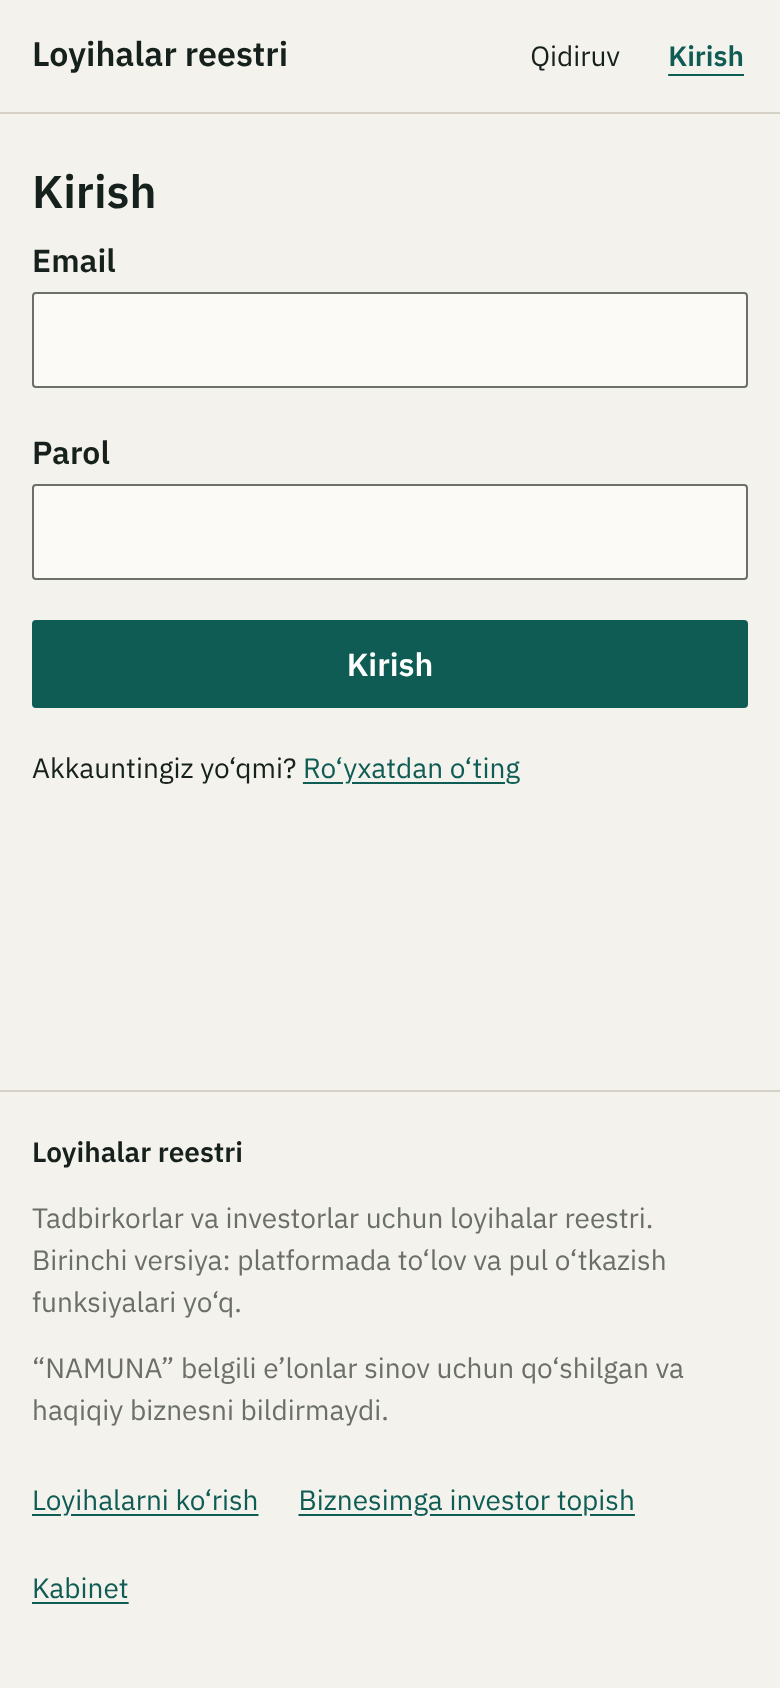 Loyihalar reestri
Qidiruv
Kirish
Kirish
Email
Parol
Kirish
Akkauntingiz yo‘qmi? Ro‘yxatdan o‘ting
Loyihalar reestri
Tadbirkorlar va investorlar uchun loyihalar reestri.
Birinchi versiya: platformada to‘lov va pul o‘tkazish
funksiyalari yo‘q.
“NAMUNA” belgili e’lonlar sinov uchun qo‘shilgan va
haqiqiy biznesni bildirmaydi.
Loyihalarni ko‘rish
Biznesimga investor topish
Kabinet